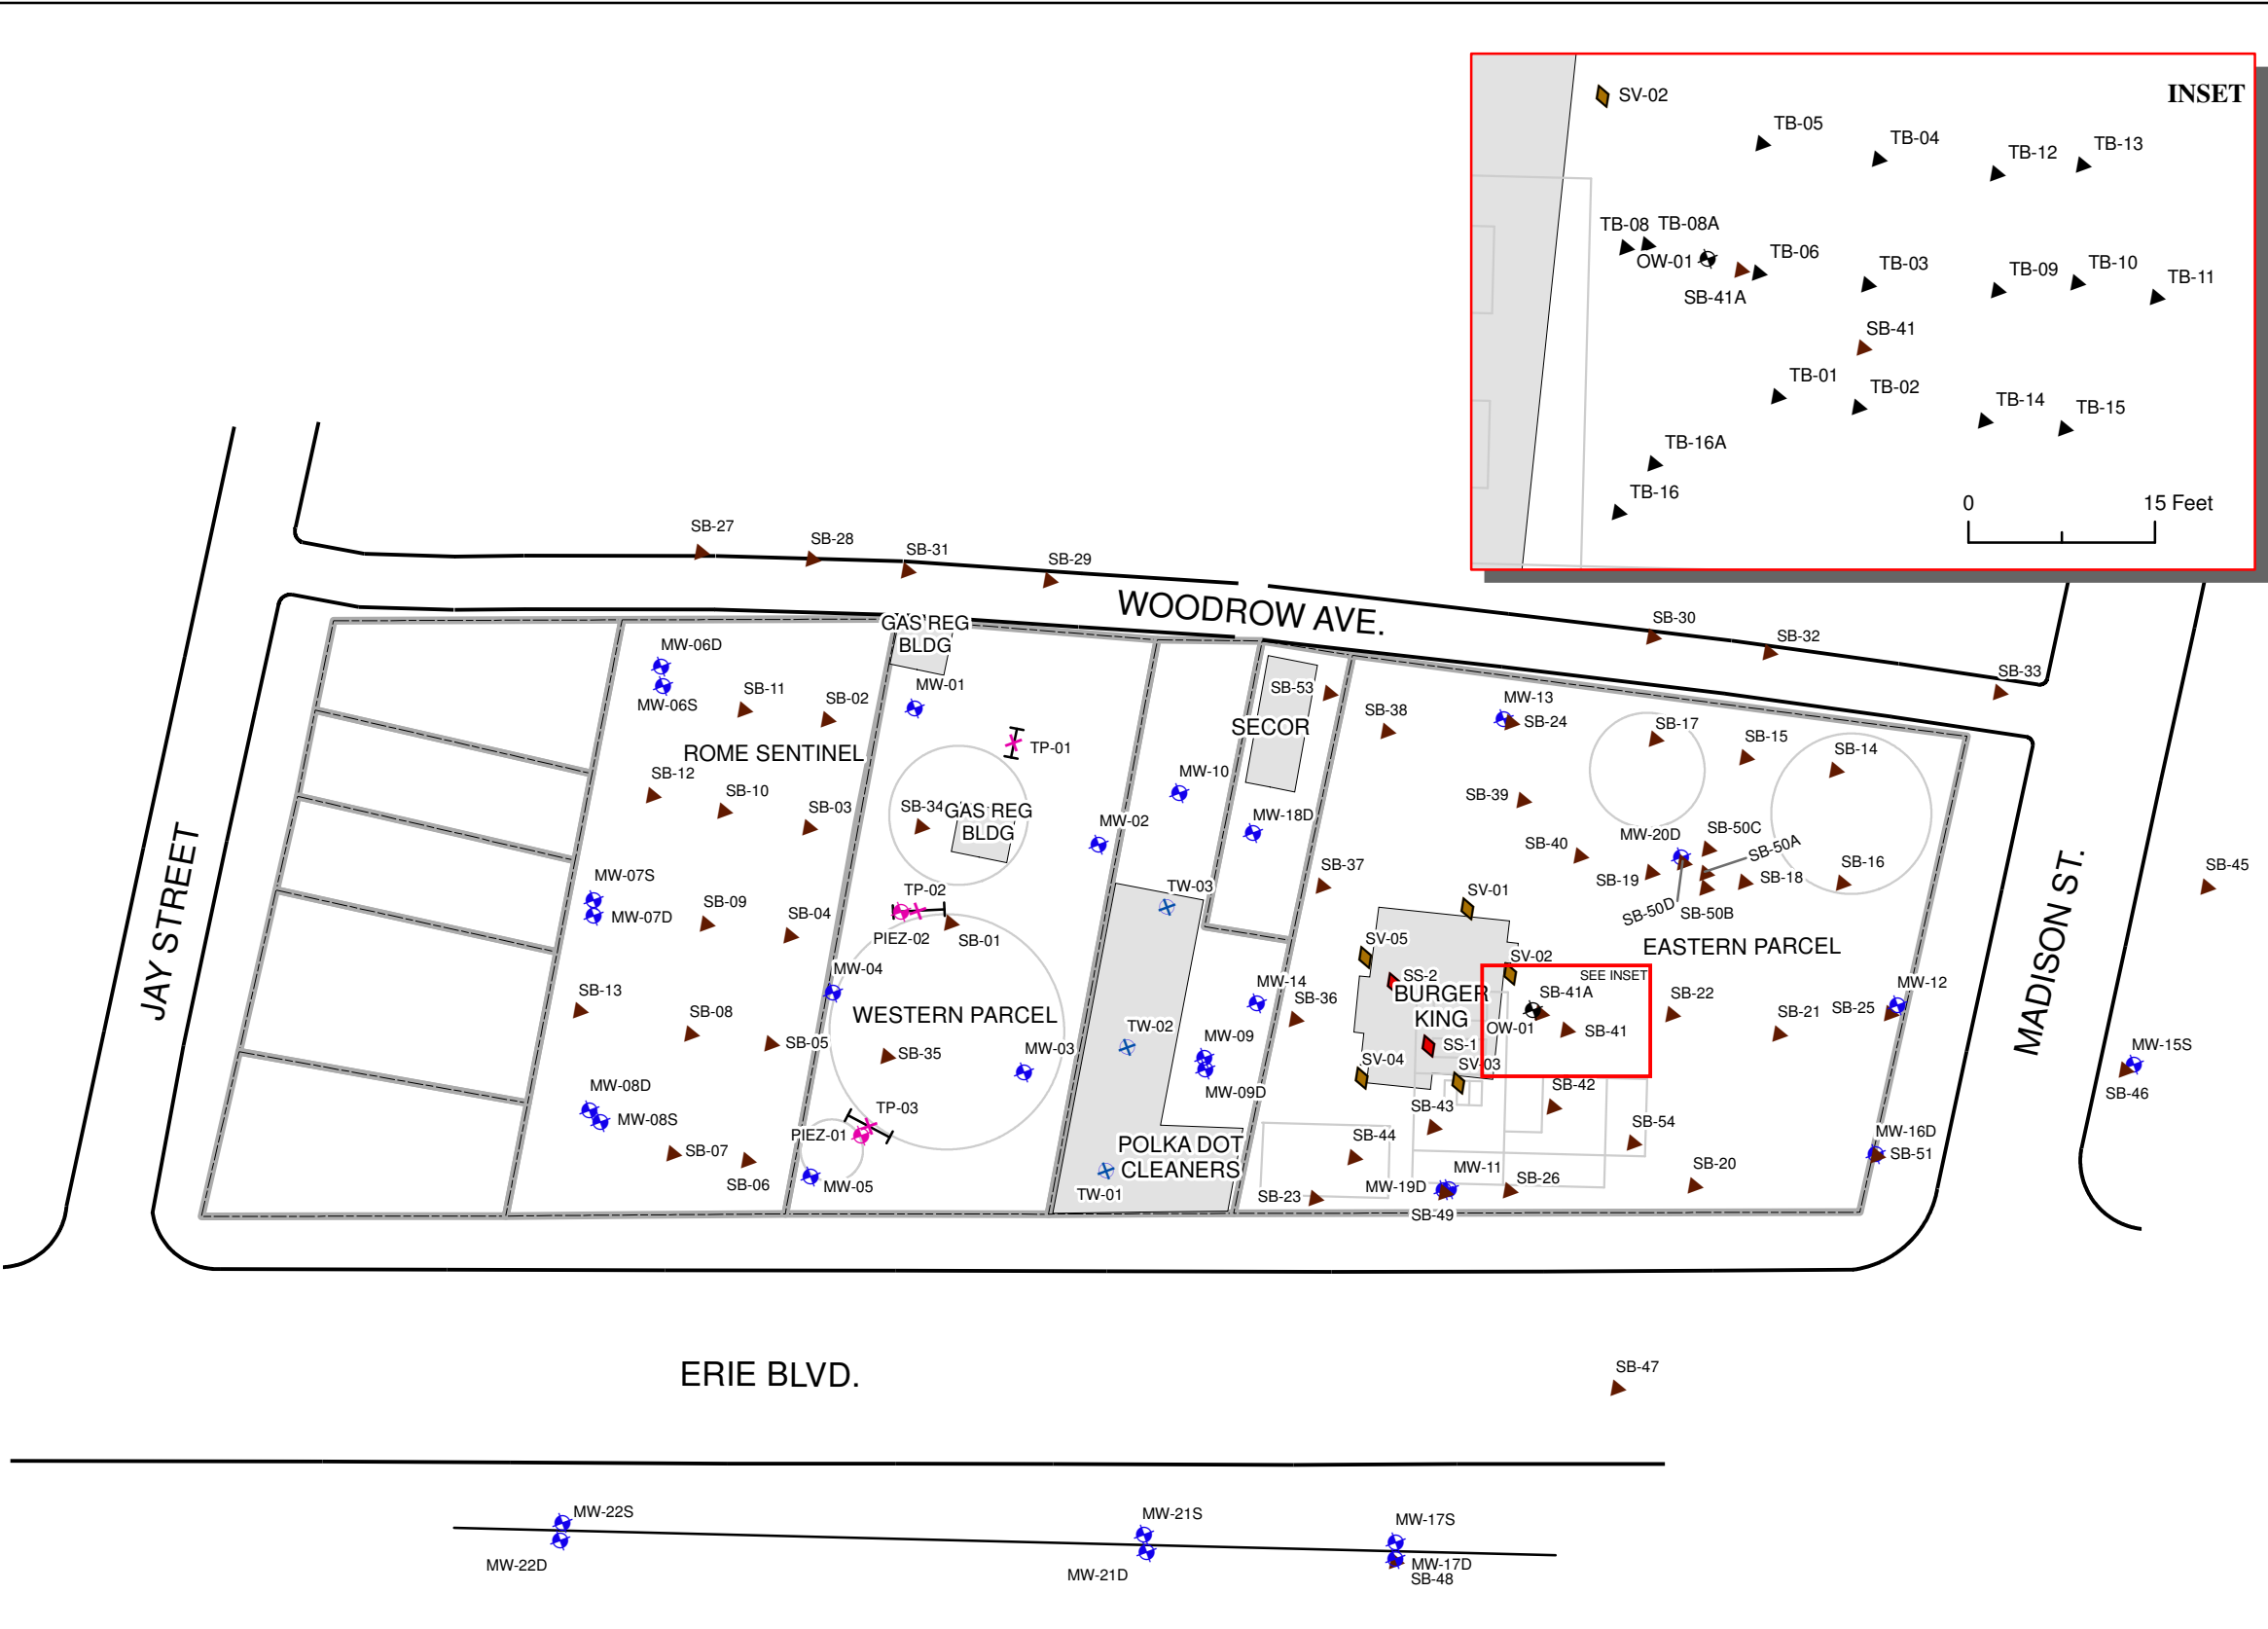 INSET
SV-02
TB-05
TB-04
TB-12
TB-13
TB-08
TB-08A
OW-01
TB-06
SB-41A
TB-03
TB-09
TB-10
TB-11
SB-41
TB-01
TB-02
TB-14
TB-15
TB-16A
TB-16
0
15 Feet
SB-27
SB-28
SB-31
SB-29
WOODROW AVE.
SB-30
SB-32
SB-33
GAS REG
BLDG
MW-06D
MW-06S
SB-11
SB-02
MW-01
TP-01
ROME SENTINEL
SB-12
SB-10
SB-03
SB-34
GAS REG
BLDG
MW-02
MW-10
SECOR
SB-53
MW-18D
SB-38
MW-13
SB-24
SB-17
SB-15
SB-14
SB-39
SB-40
MW-20D
SB-50C
SB-50A
SB-19
SB-18
SB-16
SB-50D
SB-50B
SB-37
EASTERN PARCEL
JAY STREET
MADISON ST.
SB-45
MW-07S
MW-07D
SB-09
SB-04
TP-02
PIEZ-02
SB-01
TW-03
SV-01
SV-05
SV-02
SEE INSET
SS-2
BURGER
KING
SB-41A
OW-01
SB-41
SS-1
SV-04
SV-03
SB-22
SB-21
SB-25
MW-12
MW-04
WESTERN PARCEL
SB-13
SB-08
SB-05
SB-35
MW-03
TW-02
MW-14
SB-36
MW-09
MW-09D
MW-15S
SB-46
MW-08D
MW-08S
SB-07
SB-06
TP-03
PIEZ-01
MW-05
POLKA DOT
CLEANERS
TW-01
SB-42
SB-43
SB-44
SB-54
MW-16D
SB-51
SB-23
MW-19D
MW-11
SB-26
SB-20
SB-49
ERIE BLVD.
SB-47
MW-22S
MW-22D
MW-21S
MW-21D
MW-17S
MW-17D
SB-48